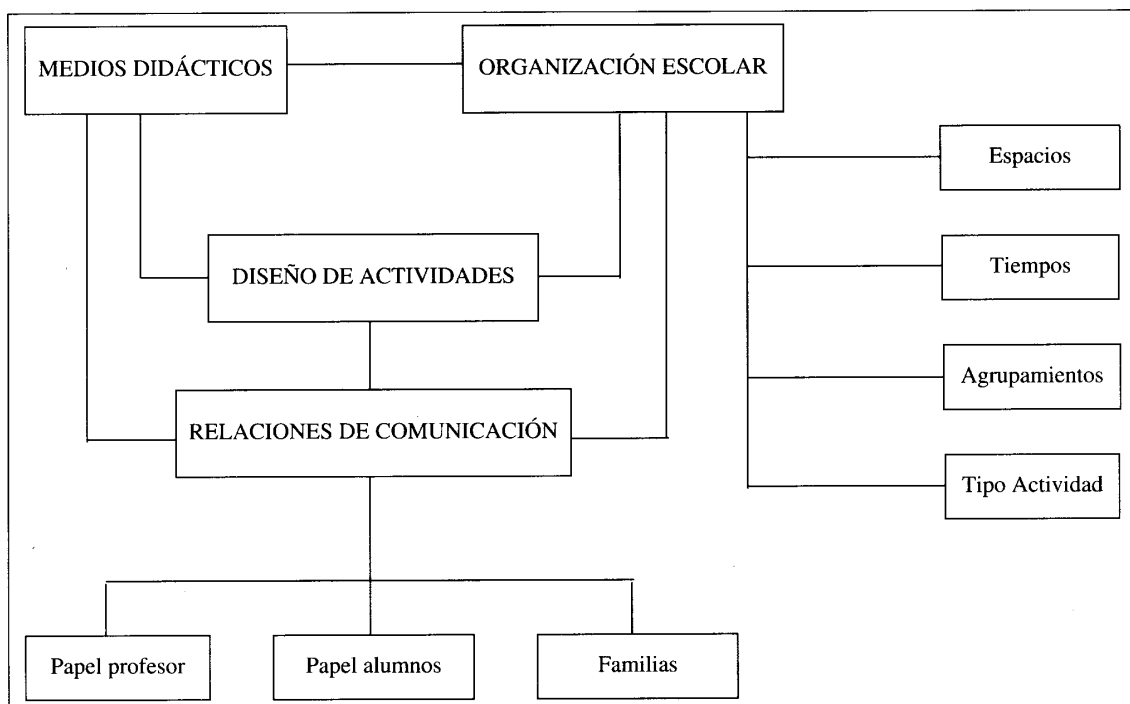 MEDIOS DIDÁCTICOS
ORGANIZACIÓN ESCOLAR
Espacios
DISEÑO DE ACTIVIDADES
Tiempos
Agrupamientos
RELACIONES DE COMUNICACIÓN
Tipo Actividad
Papel profesor
Papel alumnos
Familias